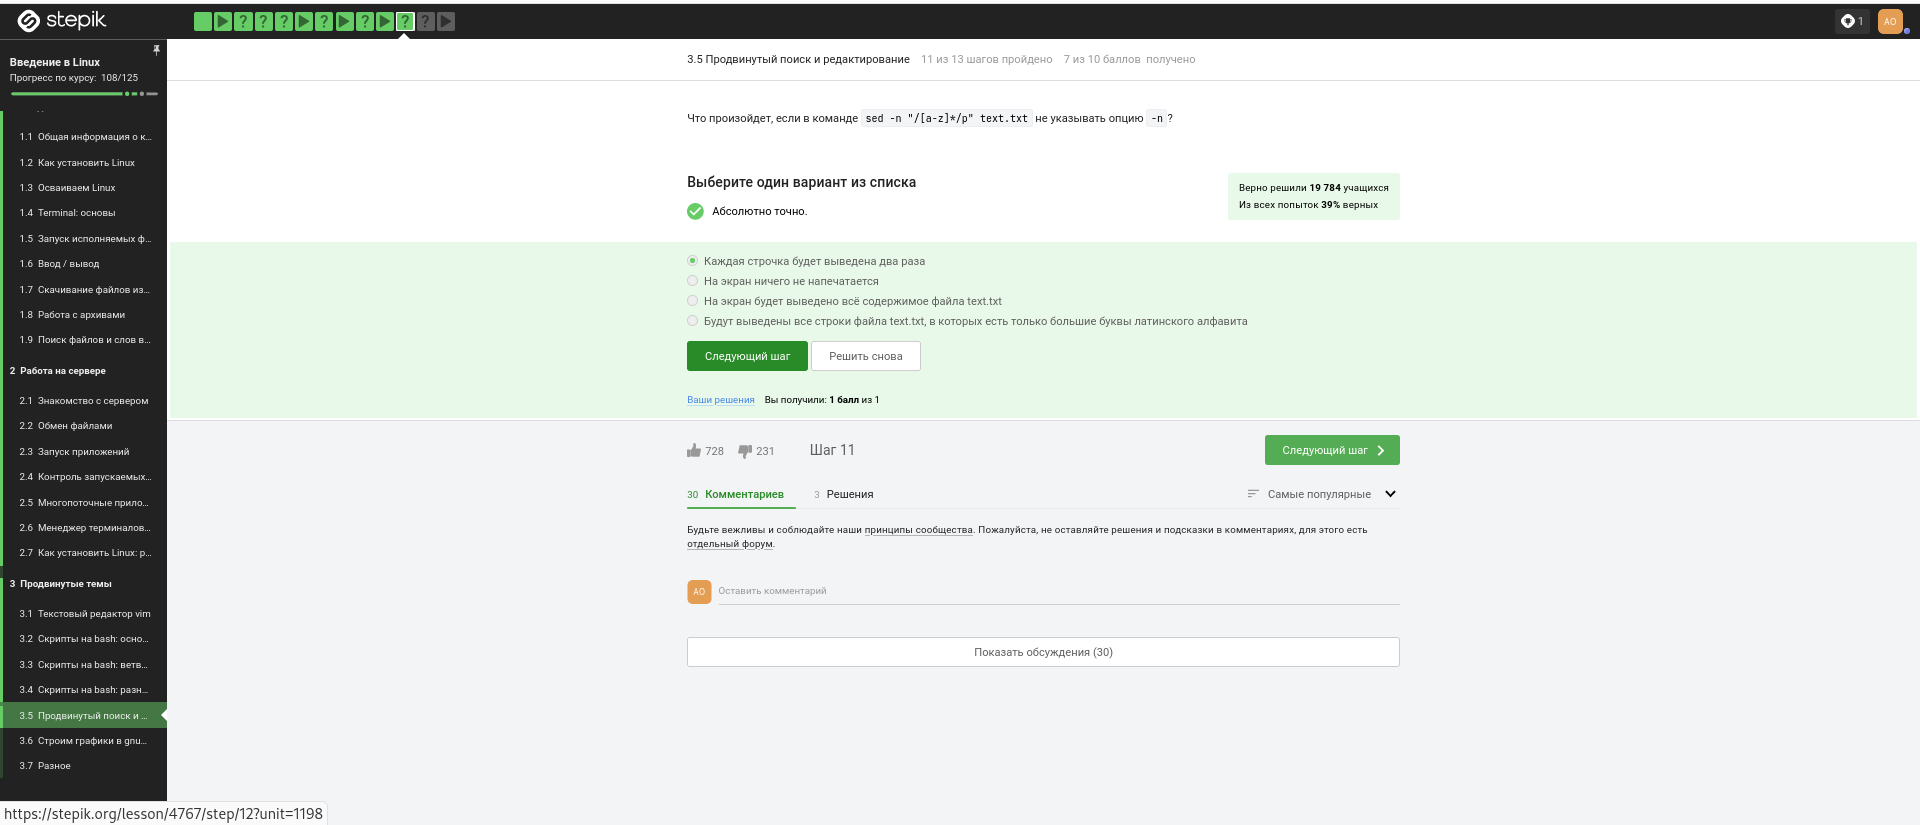 stepik
? ? ? ? ? ? ?
1
AO
Введение в Linux
Прогресс по курсу: 108/125
1.1 Общая информация о к...
1.2 Как установить Linux
1.3 Осваиваем Linux
1.4 Terminal: основы
1.5 Запуск исполняемых ф...
1.6 Ввод / вывод
1.7 Скачивание файлов из...
1.8 Работа с архивами
1.9 Поиск файлов и слов в...
2 Работа на сервере
2.1 Знакомство с сервером
2.2 Обмен файлами
2.3 Запуск приложений
2.4 Контроль запускаемых...
2.5 Многопоточные прило...
2.6 Менеджер терминалов...
2.7 Как установить Linux: р...
3 Продвинутые темы
3.1 Текстовый редактор vim
3.2 Скрипты на bash: осно...
3.3 Скрипты на bash: ветв...
3.4 Скрипты на bash: разн...
3.5 Продвинутый поиск и ...
3.6 Строим графики в gnu...
3.7 Разное
3.5 Продвинутый поиск и редактирование 11 из 13 шагов пройдено 7 из 10 баллов получено
Что произойдет, если в команде sed -n "/[a-z]*/p" text.txt не указывать опцию -n ?
Выберите один вариант из списка
Абсолютно точно.
Верно решили 19 784 учащихся
Из всех попыток 39% верных
Каждая строчка будет выведена два раза
На экран ничего не напечатается
На экран будет выведено всё содержимое файла text.txt
Будут выведены все строки файла text.txt, в которых есть только большие буквы латинского алфавита
Следующий шаг Решить снова
Ваши решения Вы получили: 1 балл из 1
728 231 Шаг 11 Следующий шаг
30 Комментариев 3 Решения Самые популярные
Будьте вежливы и соблюдайте наши принципы сообщества. Пожалуйста, не оставляйте решения и подсказки в комментариях, для этого есть
отдельный форум.
AO Оставить комментарий
Показать обсуждения (30)
https://stepik.org/lesson/4767/step/12?unit=1198